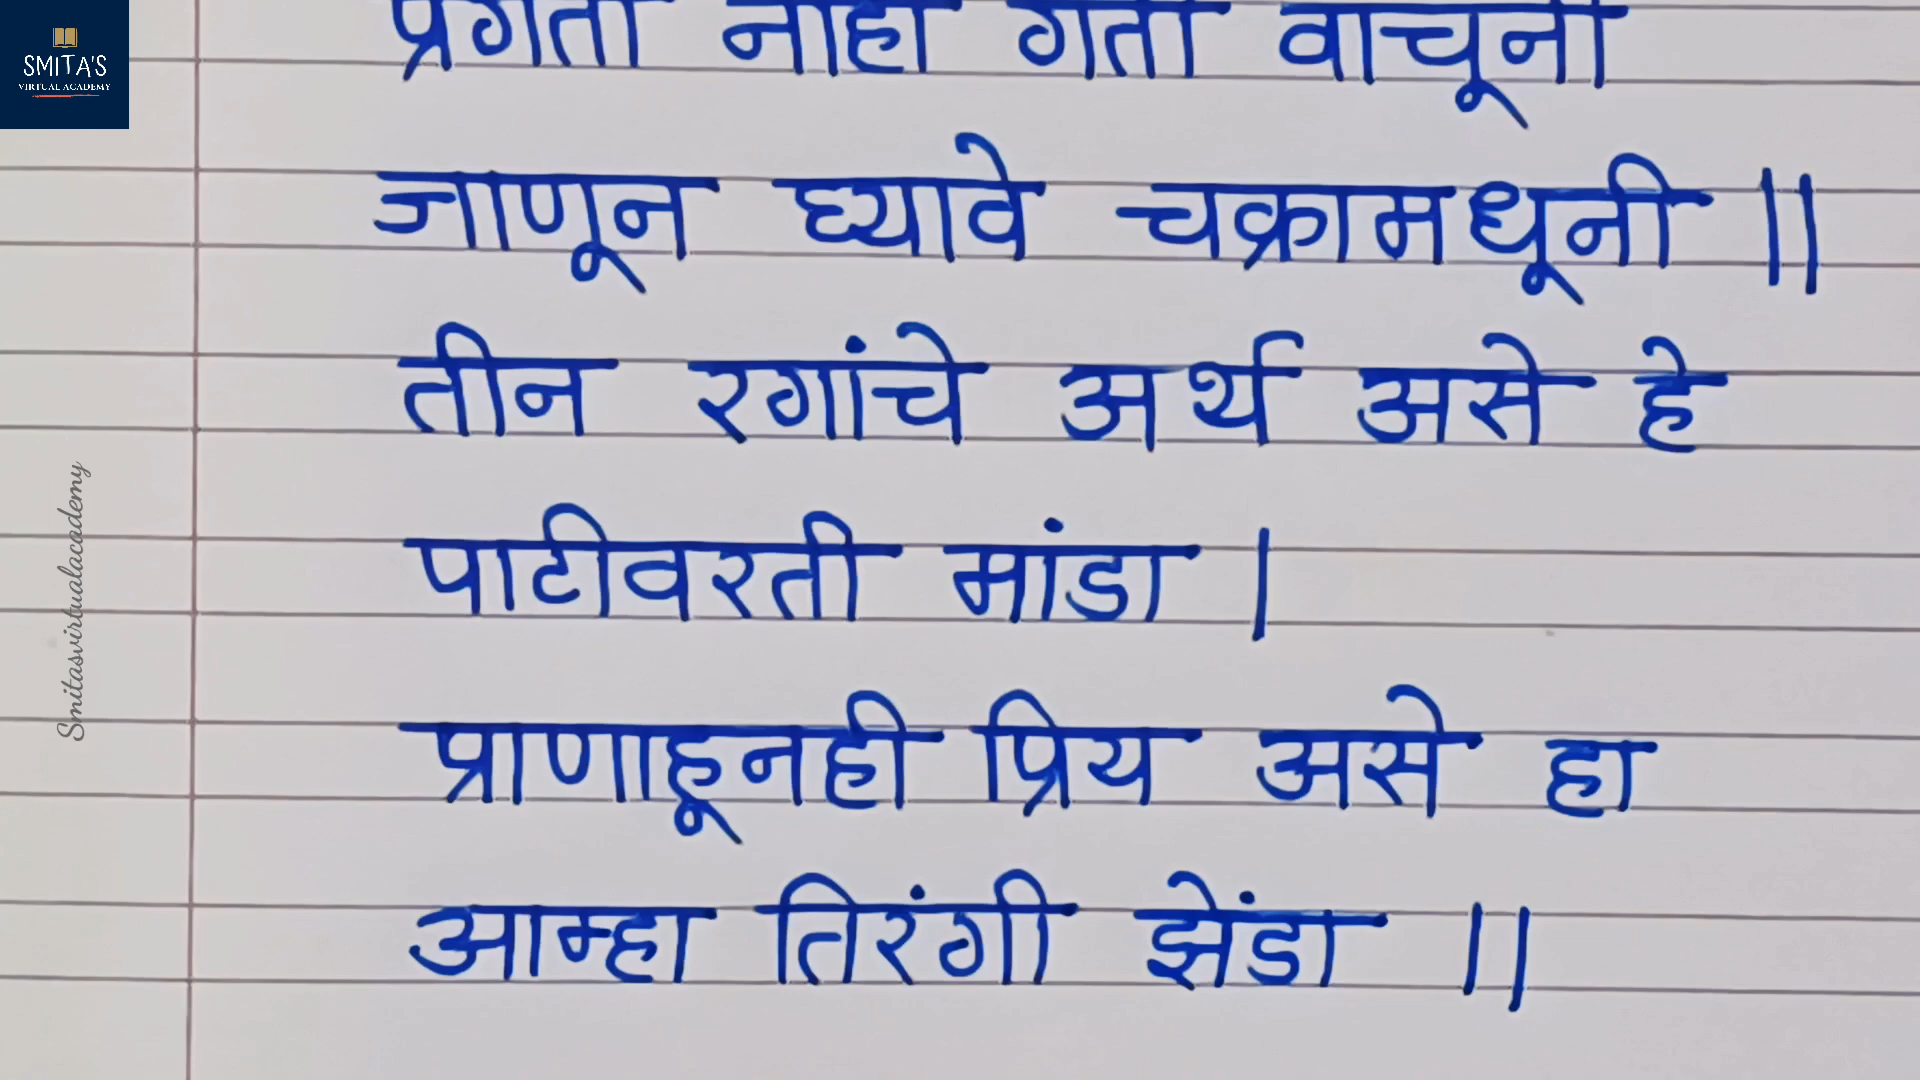 SMITA'S
VIRTUAL ACADEMY
प्रगती नाही गती वाचूनी
जाणून घ्यावे चक्रामधूनी ||
तीन रगांचे अर्थ असे हे
पाटीवरती मांडा |
प्राणाहूनही प्रिय असे हा
आम्हा तिरंगी झेंडा ||
Smitasvirtualacademy